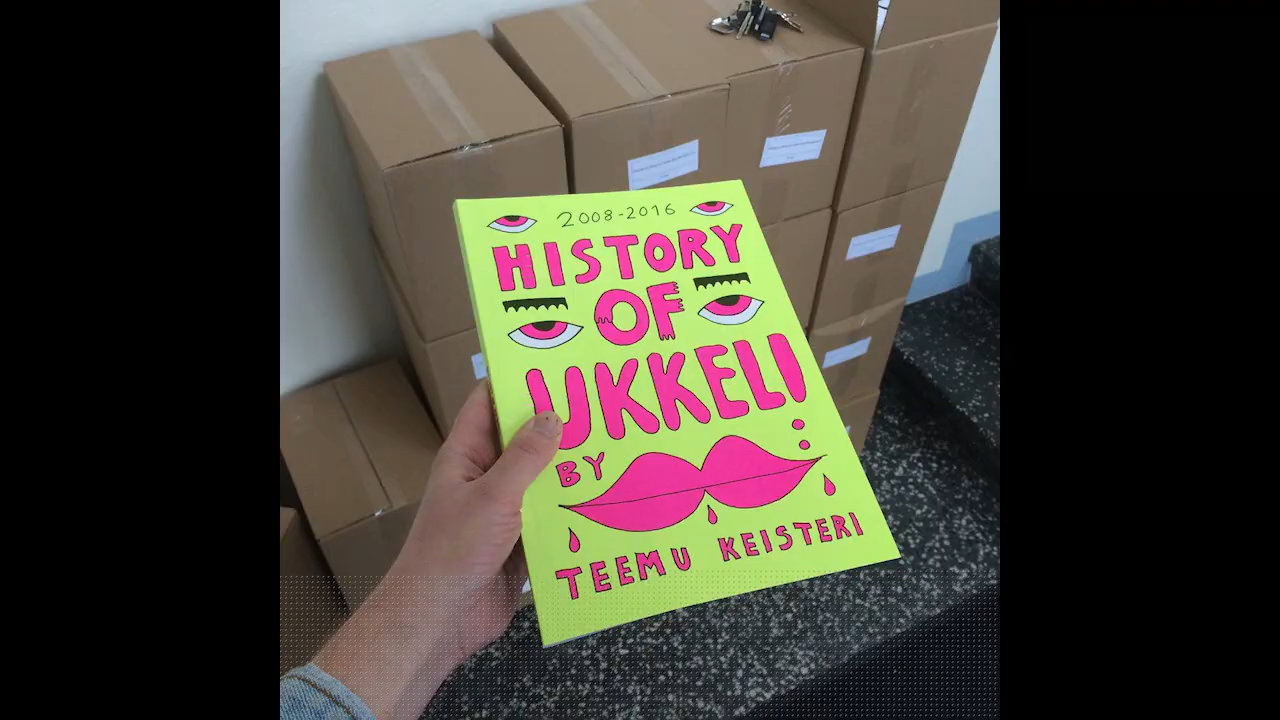 2008-2016
HISTORY
OF
UKKELI
BY
TEEMU KEISTERI